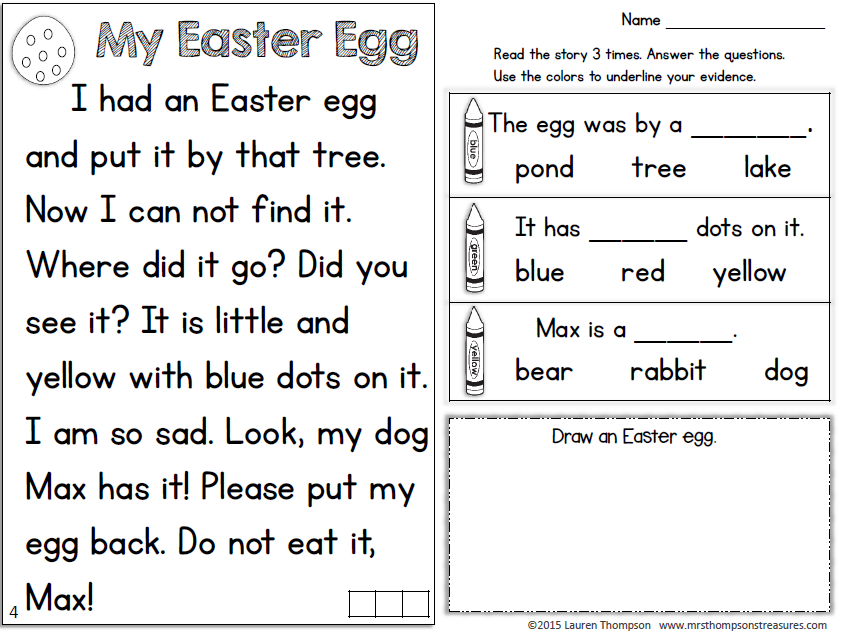 My Easter Egg
I had an Easter egg
and put it by that tree.
Now I can not find it.
Where did it go? Did you
see it? It is little and
yellow with blue dots on it.
I am so sad. Look, my dog
Max has it! Please put my
egg back. Do not eat it,
Max!
4
Name ____________________
Read the story 3 times. Answer the questions.
Use the colors to underline your evidence.
blue
The egg was by a ________.
pond tree lake
green
It has _______ dots on it.
blue red yellow
yellow
Max is a _______.
bear rabbit dog
Draw an Easter egg.
©2015 Lauren Thompson www.mrsthompsonstreasures.com